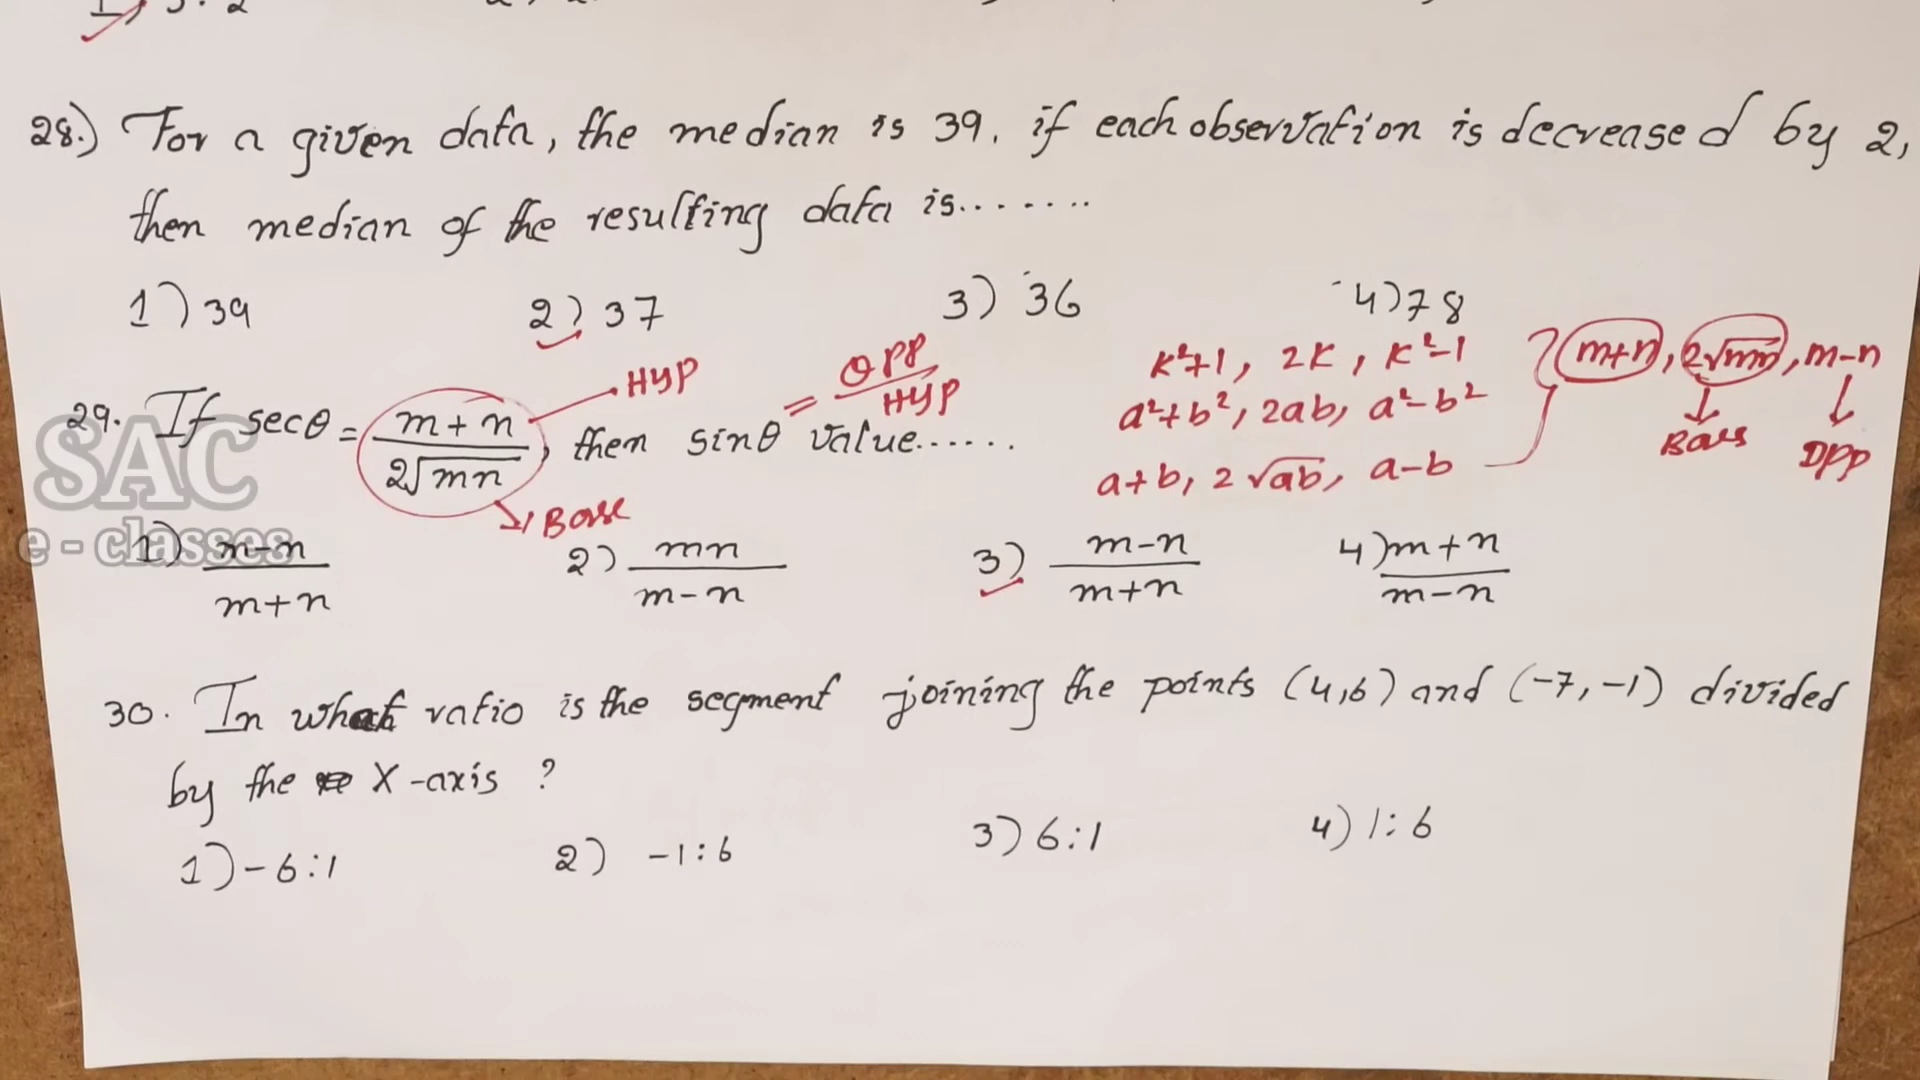 28.) For a given data, the median is 39. if each observation is decreased by 2,
then median of the resulting data is.......
1) 39 2) 37 3) 36 4) 78
K²+1, 2K, K²-1
a²+b², 2ab, a²-b²
a+b, 2√ab, a-b
m+n, 2√mn, m-n
Base OPP
HYP
= OPP/HYP
29. If secθ = m+n/2√mn, then sinθ value......
Base
1) m-n/m+n 2) mn/m-n 3) m-n/m+n 4) m+n/m-n
30. In what ratio is the segment joining the points (4,6) and (-7,-1) divided
by the X-axis ?
1) -6:1 2) -1:6 3) 6:1 4) 1:6
SAC
e-classes